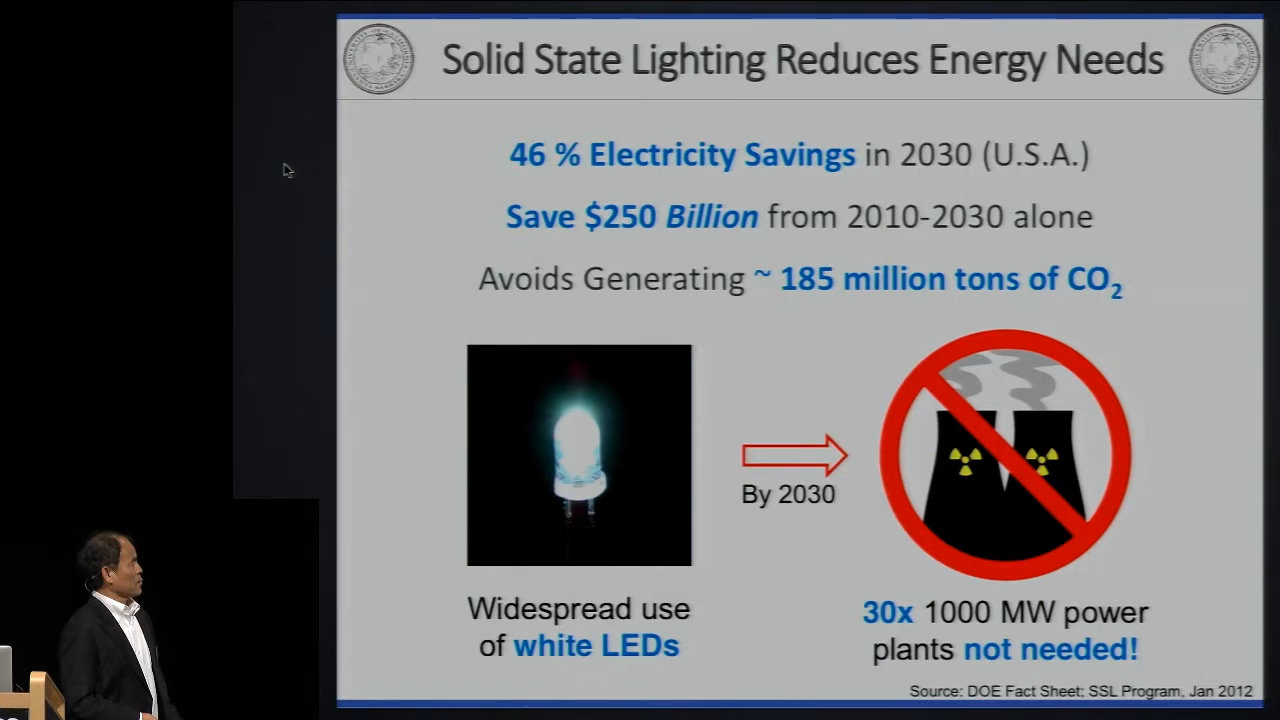 Solid State Lighting Reduces Energy Needs
46 % Electricity Savings in 2030 (U.S.A.)
Save $250 Billion from 2010-2030 alone
Avoids Generating ~ 185 million tons of CO₂
By 2030
Widespread use
of white LEDs
30x 1000 MW power
plants not needed!
Source: DOE Fact Sheet; SSL Program, Jan 2012